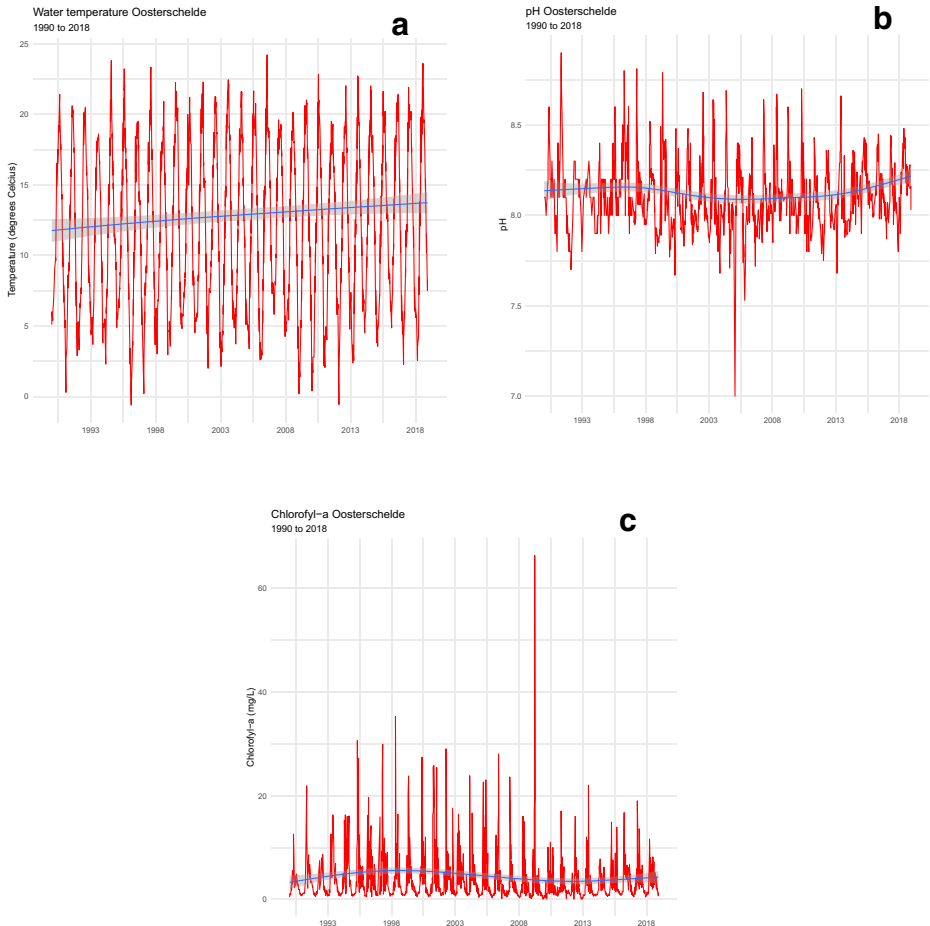 Water temperature Oosterschelde
1990 to 2018
a
25
20
15
10
5
0
Temperature (degrees Celcius)
1993 1998 2003 2008 2013 2018
pH Oosterschelde
1990 to 2018
b
8.5
8.0
7.5
7.0
pH
1993 1998 2003 2008 2013 2018
Chlorofyl-a Oosterschelde
1990 to 2018
c
60
40
20
0
Chlorofyl-a (mg/L)
1993 1998 2003 2008 2013 2018